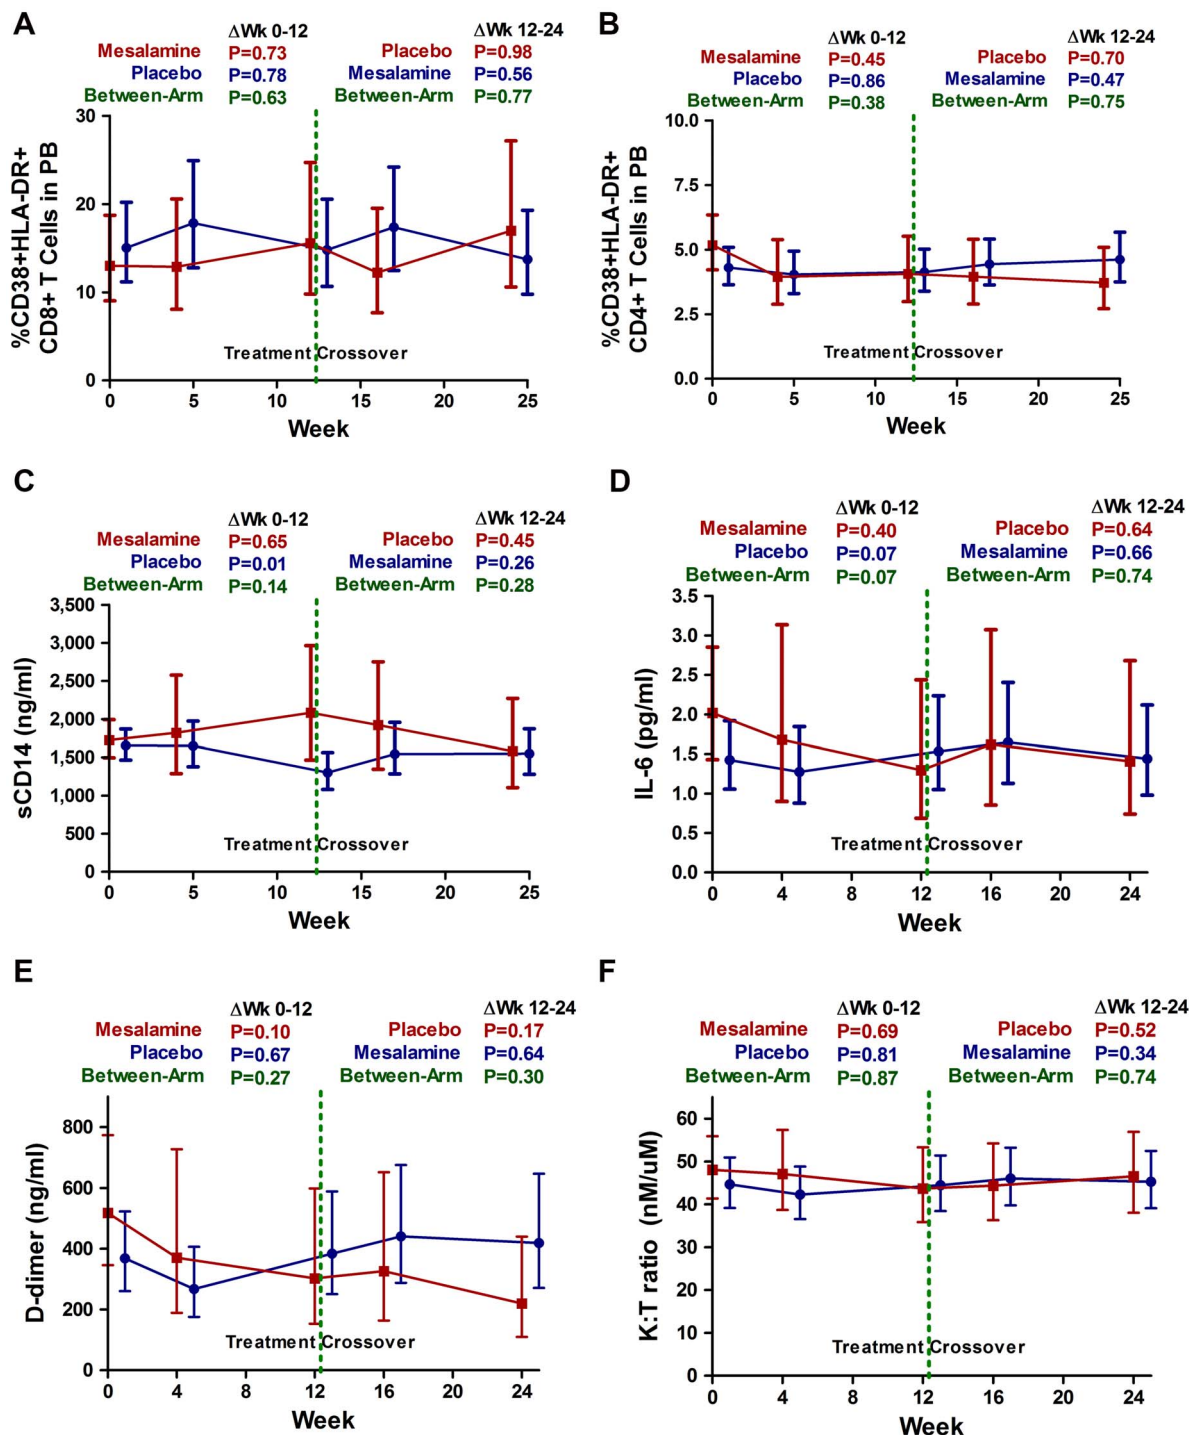 A
ΔWk 0-12 ΔWk 12-24
Mesalamine P=0.73 Placebo P=0.98
Placebo P=0.78 Mesalamine P=0.56
Between-Arm P=0.63 Between-Arm P=0.77
%CD38+HLA-DR+
CD8+ T Cells in PB
30
20
10
0
Treatment Crossover
0 5 10 15 20 25
Week
B
ΔWk 0-12 ΔWk 12-24
Mesalamine P=0.45 Placebo P=0.70
Placebo P=0.86 Mesalamine P=0.47
Between-Arm P=0.38 Between-Arm P=0.75
%CD38+HLA-DR+
CD4+ T Cells in PB
10.0
7.5
5.0
2.5
0.0
Treatment Crossover
0 5 10 15 20 25
Week
C
ΔWk 0-12 ΔWk 12-24
Mesalamine P=0.65 Placebo P=0.45
Placebo P=0.01 Mesalamine P=0.26
Between-Arm P=0.14 Between-Arm P=0.28
sCD14 (ng/ml)
3,500
3,000
2,500
2,000
1,500
1,000
500
0
Treatment Crossover
0 5 10 15 20 25
Week
D
ΔWk 0-12 ΔWk 12-24
Mesalamine P=0.40 Placebo P=0.64
Placebo P=0.07 Mesalamine P=0.66
Between-Arm P=0.07 Between-Arm P=0.74
IL-6 (pg/ml)
3.5
3.0
2.5
2.0
1.5
1.0
0.5
0.0
Treatment Crossover
0 4 8 12 16 20 24
Week
E
ΔWk 0-12 ΔWk 12-24
Mesalamine P=0.10 Placebo P=0.17
Placebo P=0.67 Mesalamine P=0.64
Between-Arm P=0.27 Between-Arm P=0.30
D-dimer (ng/ml)
800
600
400
200
0
Treatment Crossover
0 4 8 12 16 20 24
Week
F
ΔWk 0-12 ΔWk 12-24
Mesalamine P=0.69 Placebo P=0.52
Placebo P=0.81 Mesalamine P=0.34
Between-Arm P=0.87 Between-Arm P=0.74
K:T ratio (nM/uM)
60
50
40
30
20
10
0
Treatment Crossover
0 4 8 12 16 20 24
Week